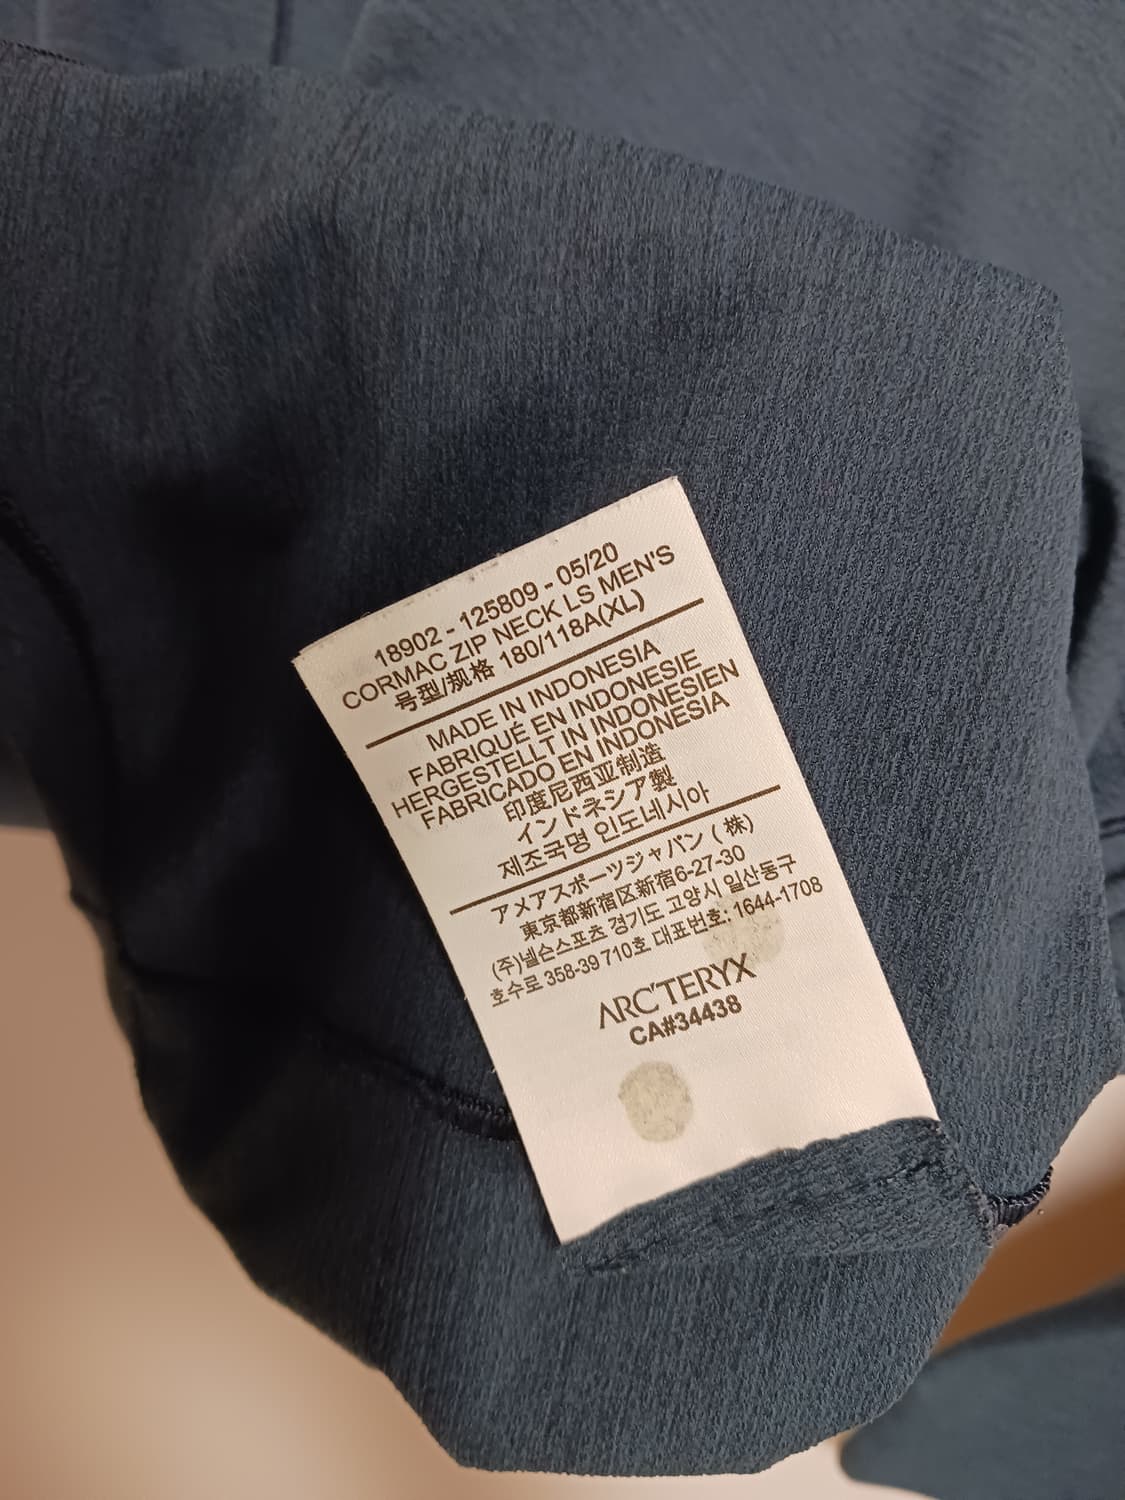 18902 - 125809 - 05/20
CORMAC ZIP NECK LS MEN'S
号型/规格 180/118A(XL)
MADE IN INDONESIA
FABRIQUÉ EN INDONESIE
HERGESTELLT IN INDONESIEN
FABRICADO EN INDONESIA
印度尼西亚制造
インドネシア製
제조국명 인도네시아
アメアスポーツジャパン ( 株)
東京都新宿区新宿6-27-30
(주)넬슨스포츠 경기도 고양시 일산동구
호수로 358-39 710호 대표번호: 1644-1708
ARC'TERYX
CA#34438